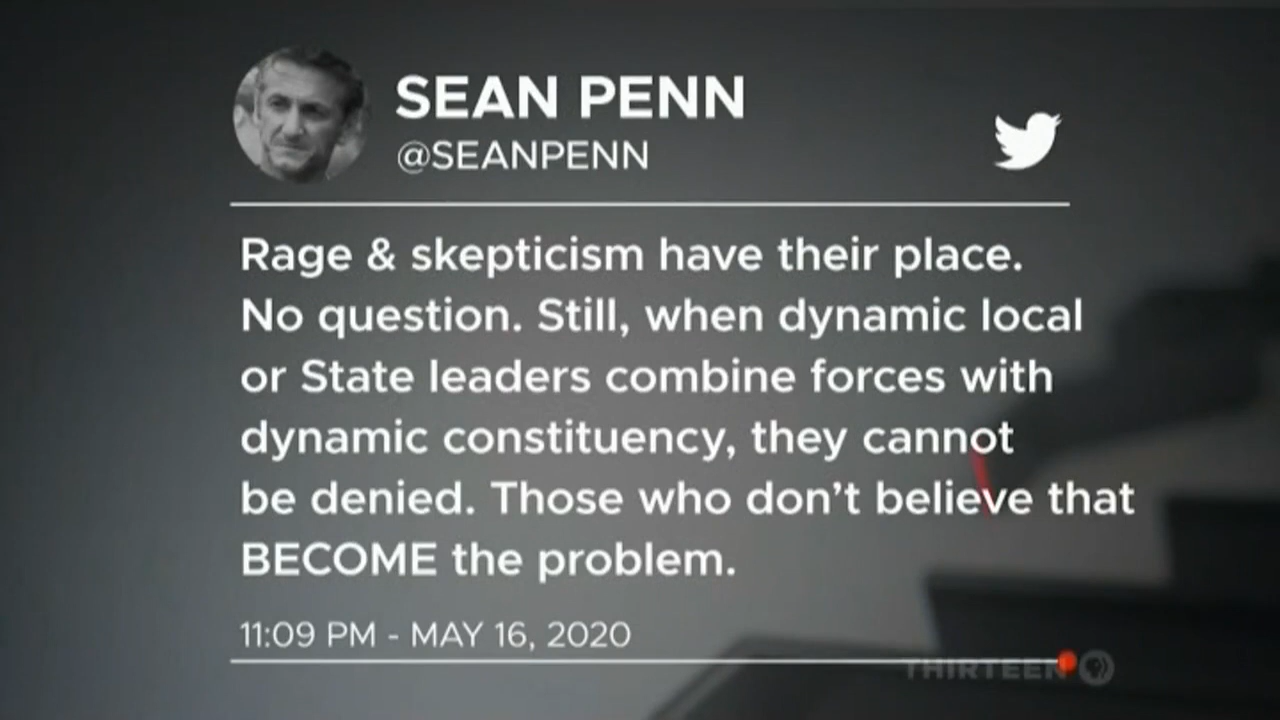 SEAN PENN
@SEANPENN
Rage & skepticism have their place.
No question. Still, when dynamic local
or State leaders combine forces with
dynamic constituency, they cannot
be denied. Those who don’t believe that
BECOME the problem.
11:09 PM - MAY 16, 2020
THIRTEEN